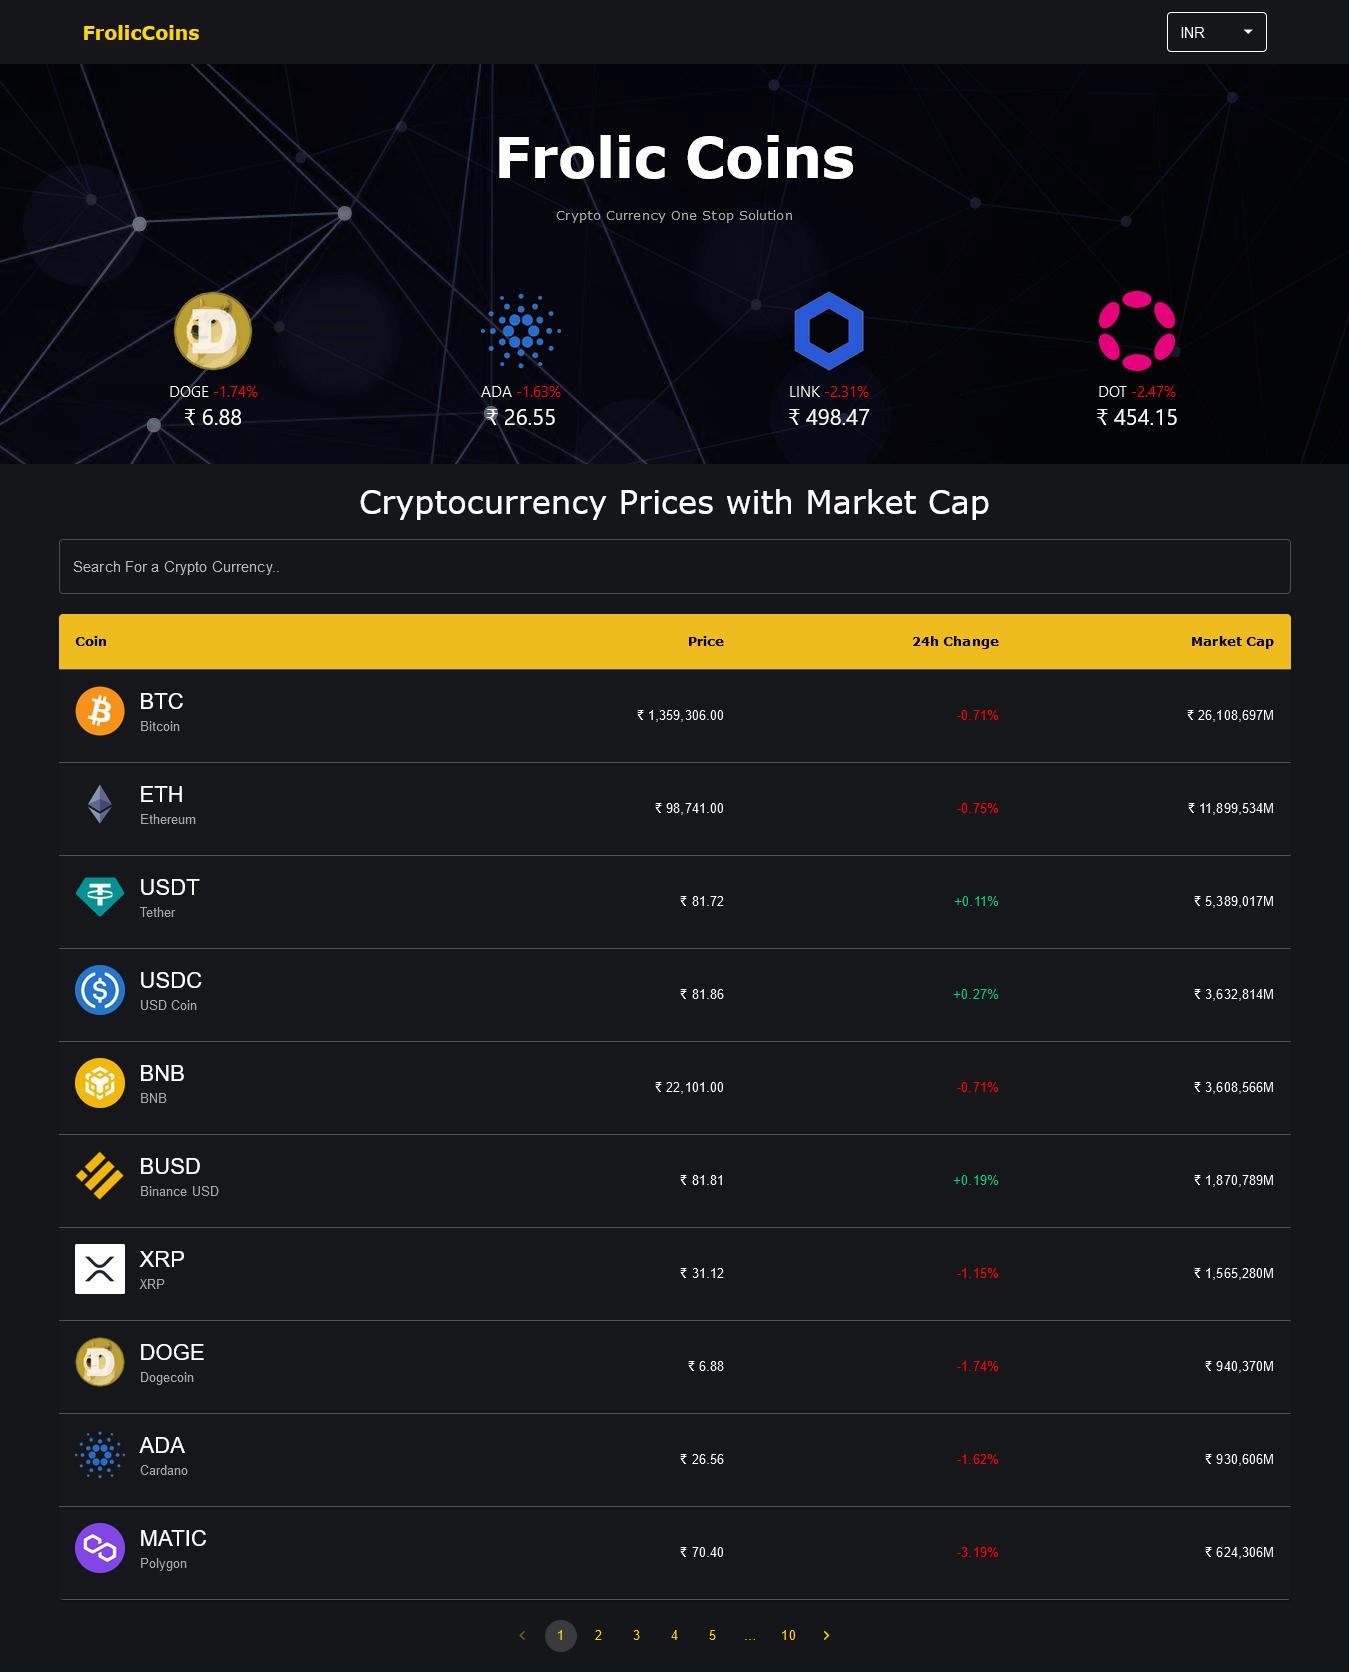 FrolicCoins
INR
Frolic Coins
Crypto Currency One Stop Solution
DOGE -1.74%
₹ 6.88
ADA -1.63%
₹ 26.55
LINK -2.31%
₹ 498.47
DOT -2.47%
₹ 454.15
Cryptocurrency Prices with Market Cap
Search For a Crypto Currency..
Coin Price 24h Change Market Cap
BTC
Bitcoin
₹ 1,359,306.00 -0.71% ₹ 26,108,697M
ETH
Ethereum
₹ 98,741.00 -0.75% ₹ 11,899,534M
USDT
Tether
₹ 81.72 +0.11% ₹ 5,389,017M
USDC
USD Coin
₹ 81.86 +0.27% ₹ 3,632,814M
BNB
BNB
₹ 22,101.00 -0.71% ₹ 3,608,566M
BUSD
Binance USD
₹ 81.81 +0.19% ₹ 1,870,789M
XRP
XRP
₹ 31.12 -1.15% ₹ 1,565,280M
DOGE
Dogecoin
₹ 6.88 -1.74% ₹ 940,370M
ADA
Cardano
₹ 26.56 -1.62% ₹ 930,606M
MATIC
Polygon
₹ 70.40 -3.19% ₹ 624,306M
1 2 3 4 5 … 10